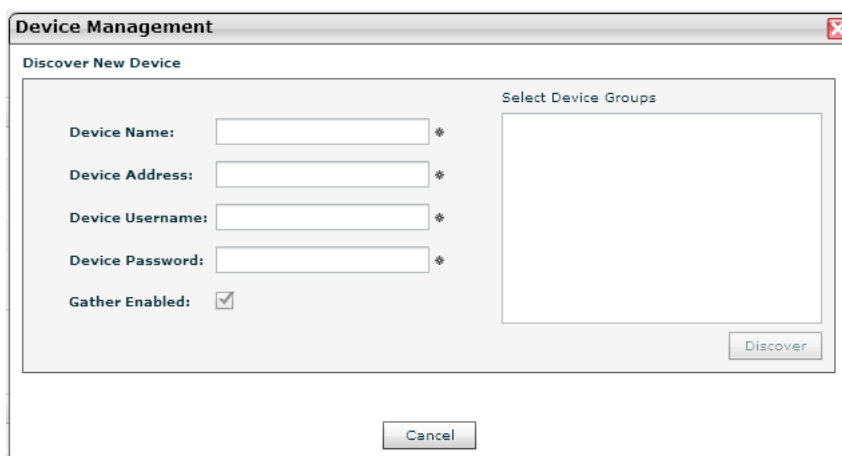 Device Management
Discover New Device
Select Device Groups
Device Name: *
Device Address: *
Device Username: *
Device Password: *
Gather Enabled:
Discover
Cancel